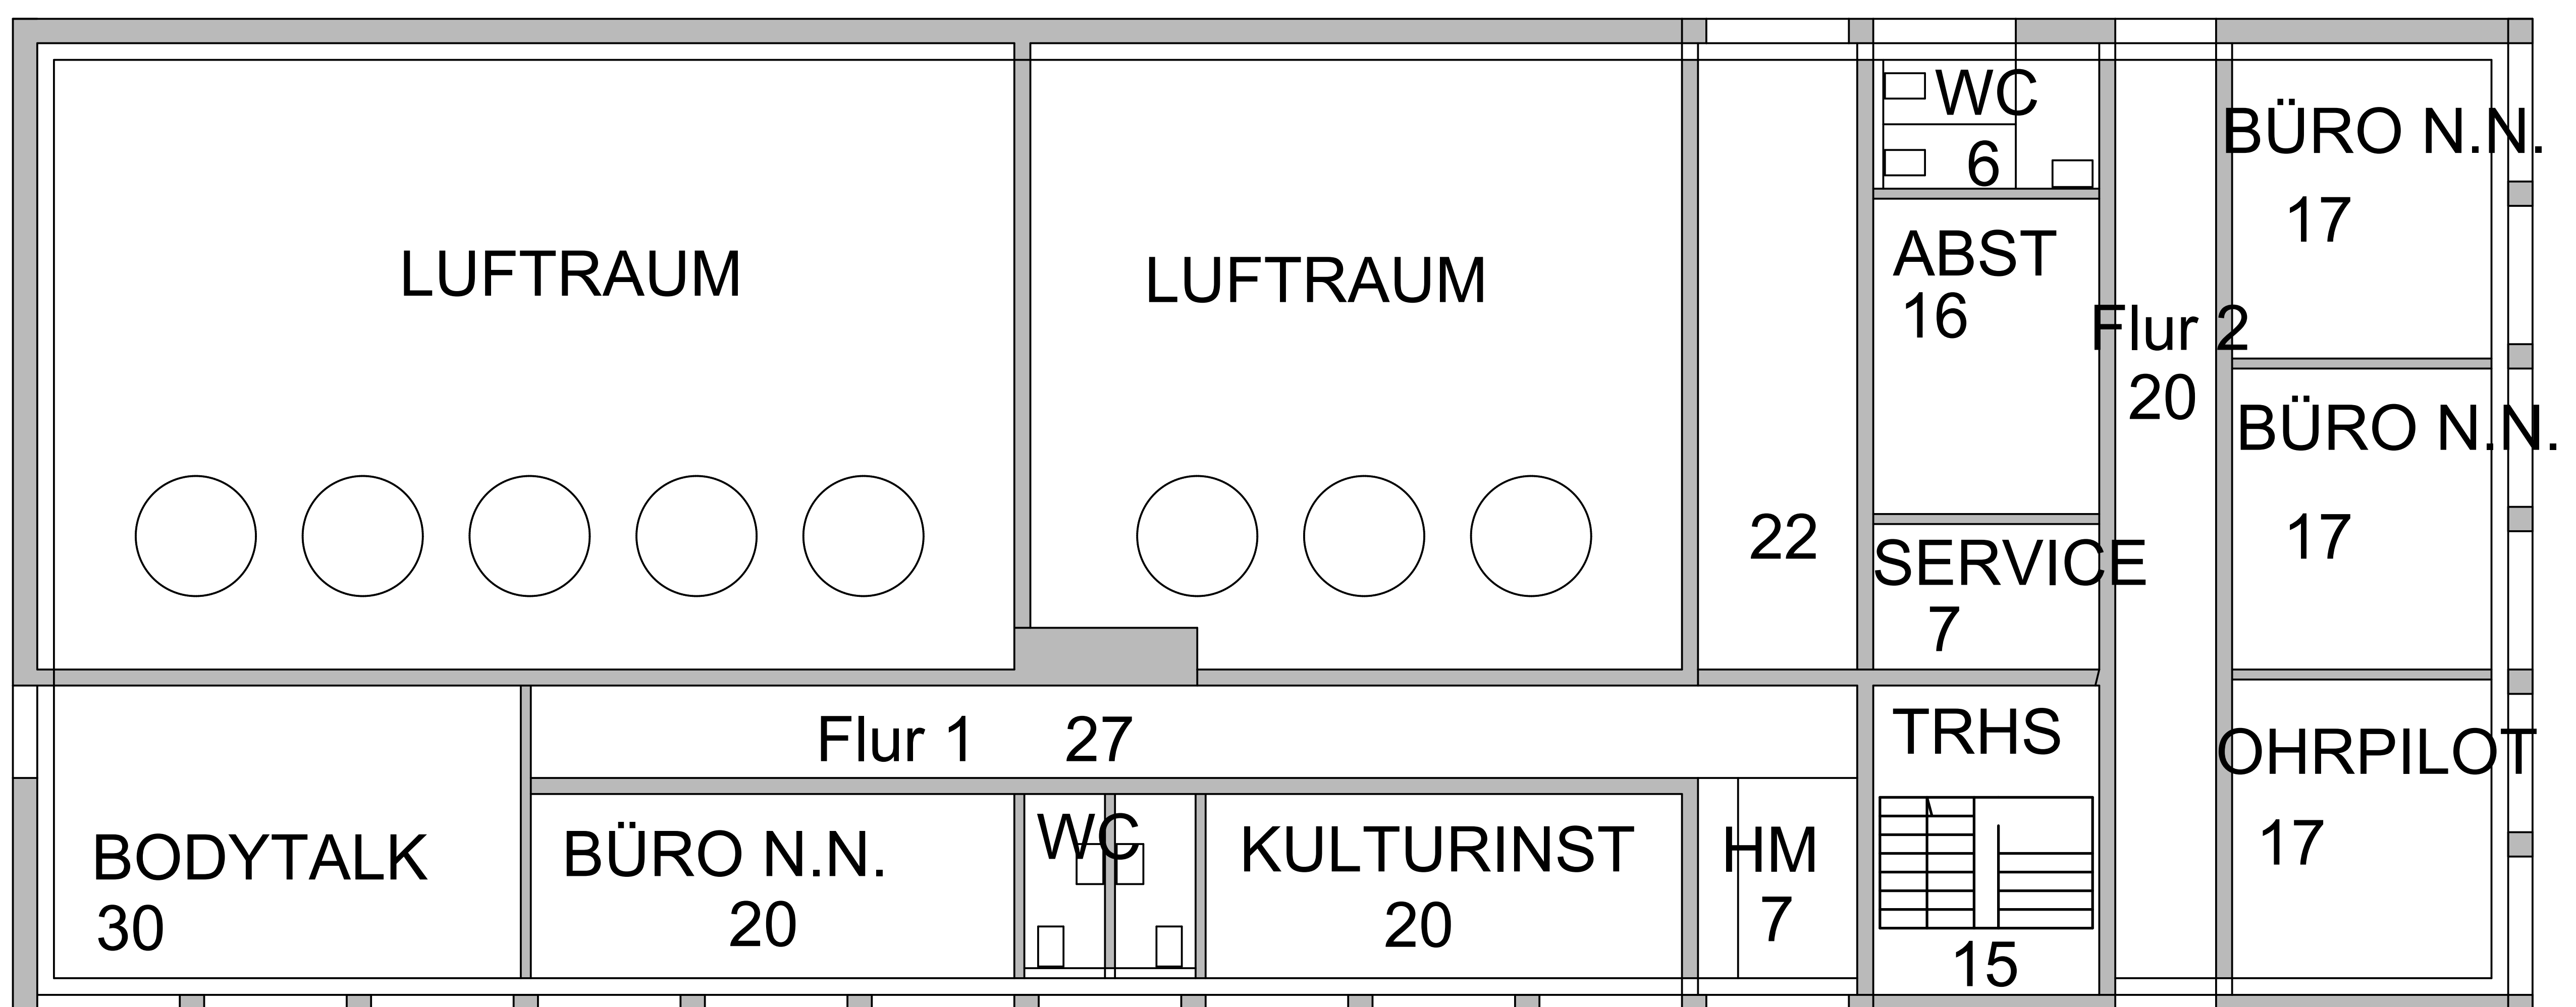 LUFTRAUM
LUFTRAUM
22
WC
6
ABST
16
SERVICE
7
Flur 2
20
BÜRO N.N.
17
BÜRO N.N.
17
OHRPILOT
17
Flur 1 27
BODYTALK
30
BÜRO N.N.
20
WC
KULTURINST
20
HM
7
TRHS
15